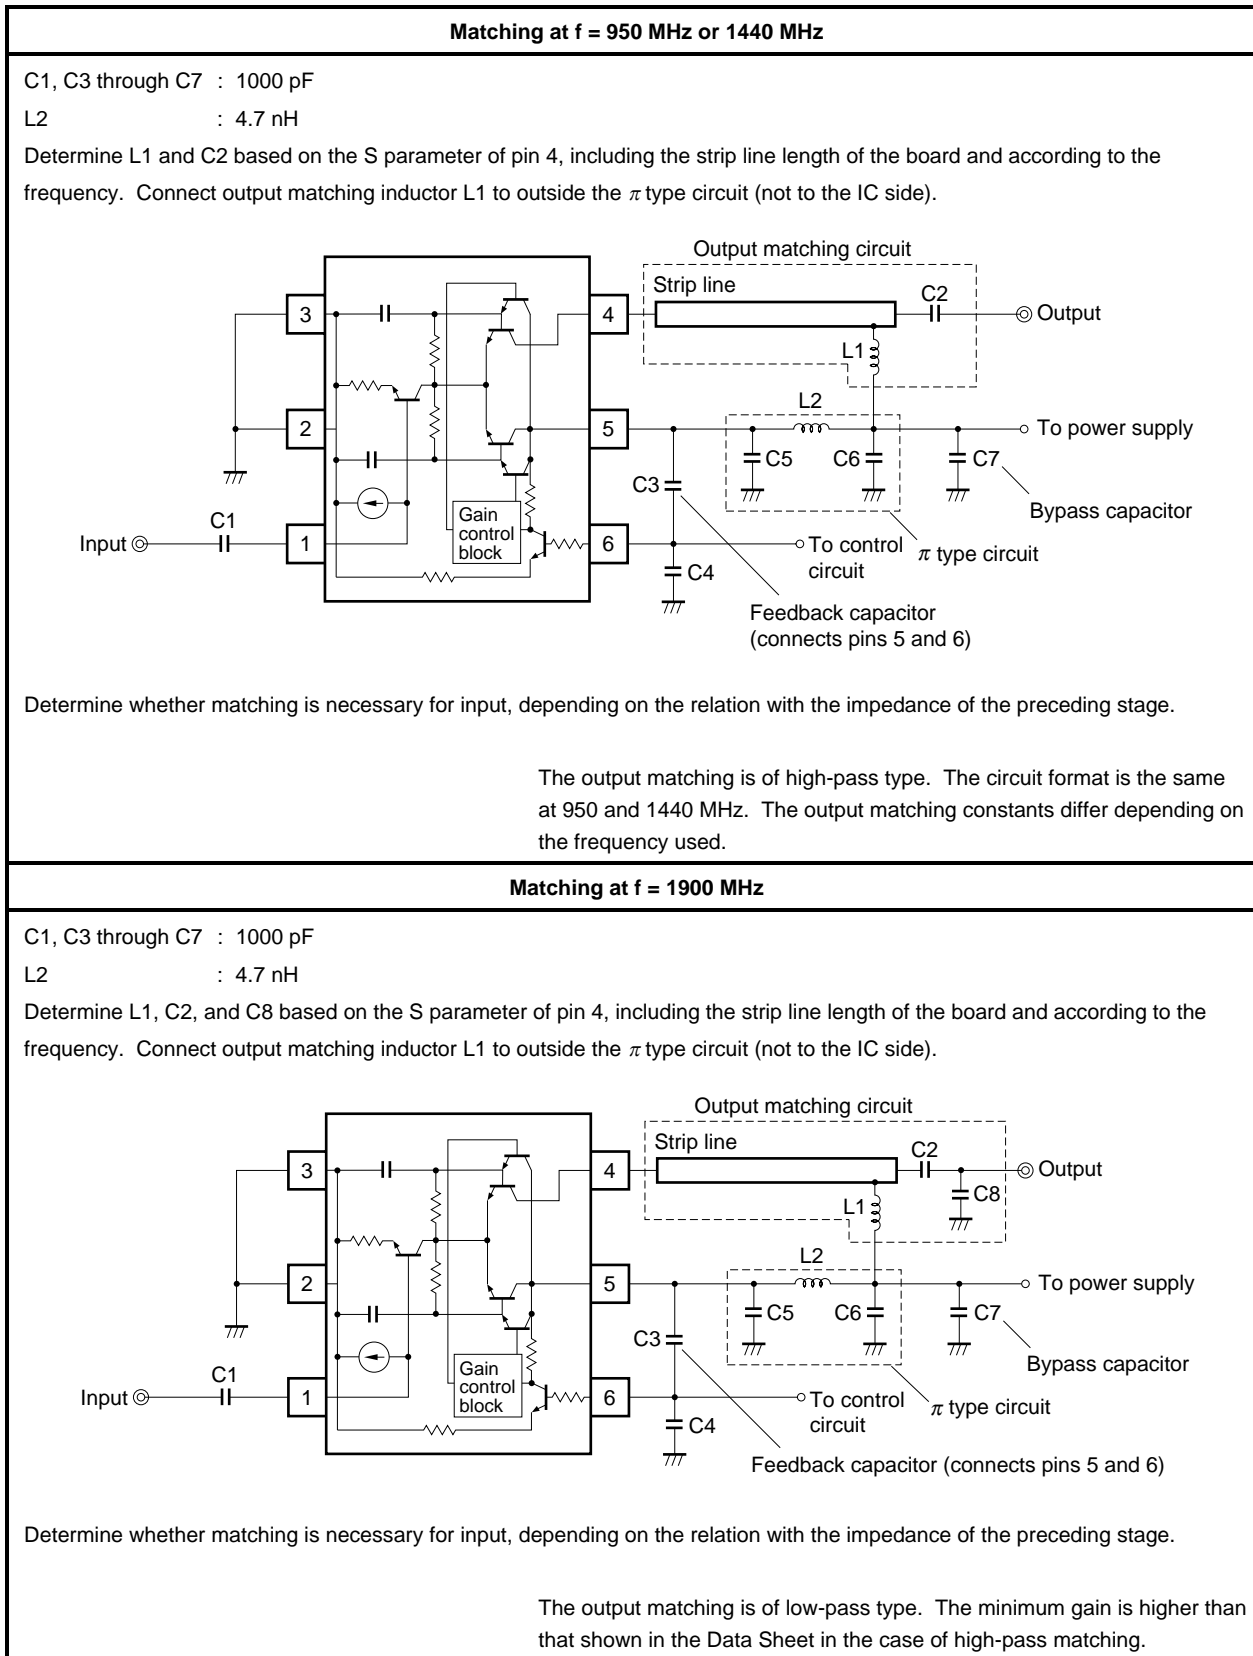 Matching at f = 950 MHz or 1440 MHz
C1, C3 through C7 : 1000 pF
L2 : 4.7 nH
Determine L1 and C2 based on the S parameter of pin 4, including the strip line length of the board and according to the
frequency. Connect output matching inductor L1 to outside the π type circuit (not to the IC side).
Output matching circuit
Strip line
C2
3
4
Output
L1
L2
2
5
To power supply
C5
C6
C7
C3
Bypass capacitor
Gain
control
block
C1
Input
1
6
To control
circuit
π type circuit
C4
Feedback capacitor
(connects pins 5 and 6)
Determine whether matching is necessary for input, depending on the relation with the impedance of the preceding stage.
The output matching is of high-pass type. The circuit format is the same
at 950 and 1440 MHz. The output matching constants differ depending on
the frequency used.
Matching at f = 1900 MHz
C1, C3 through C7 : 1000 pF
L2 : 4.7 nH
Determine L1, C2, and C8 based on the S parameter of pin 4, including the strip line length of the board and according to the
frequency. Connect output matching inductor L1 to outside the π type circuit (not to the IC side).
Output matching circuit
Strip line
C2
3
4
Output
C8
L1
L2
2
5
To power supply
C5
C6
C7
C3
Bypass capacitor
Gain
control
block
C1
Input
1
6
To control
circuit
π type circuit
C4
Feedback capacitor (connects pins 5 and 6)
Determine whether matching is necessary for input, depending on the relation with the impedance of the preceding stage.
The output matching is of low-pass type. The minimum gain is higher than
that shown in the Data Sheet in the case of high-pass matching.